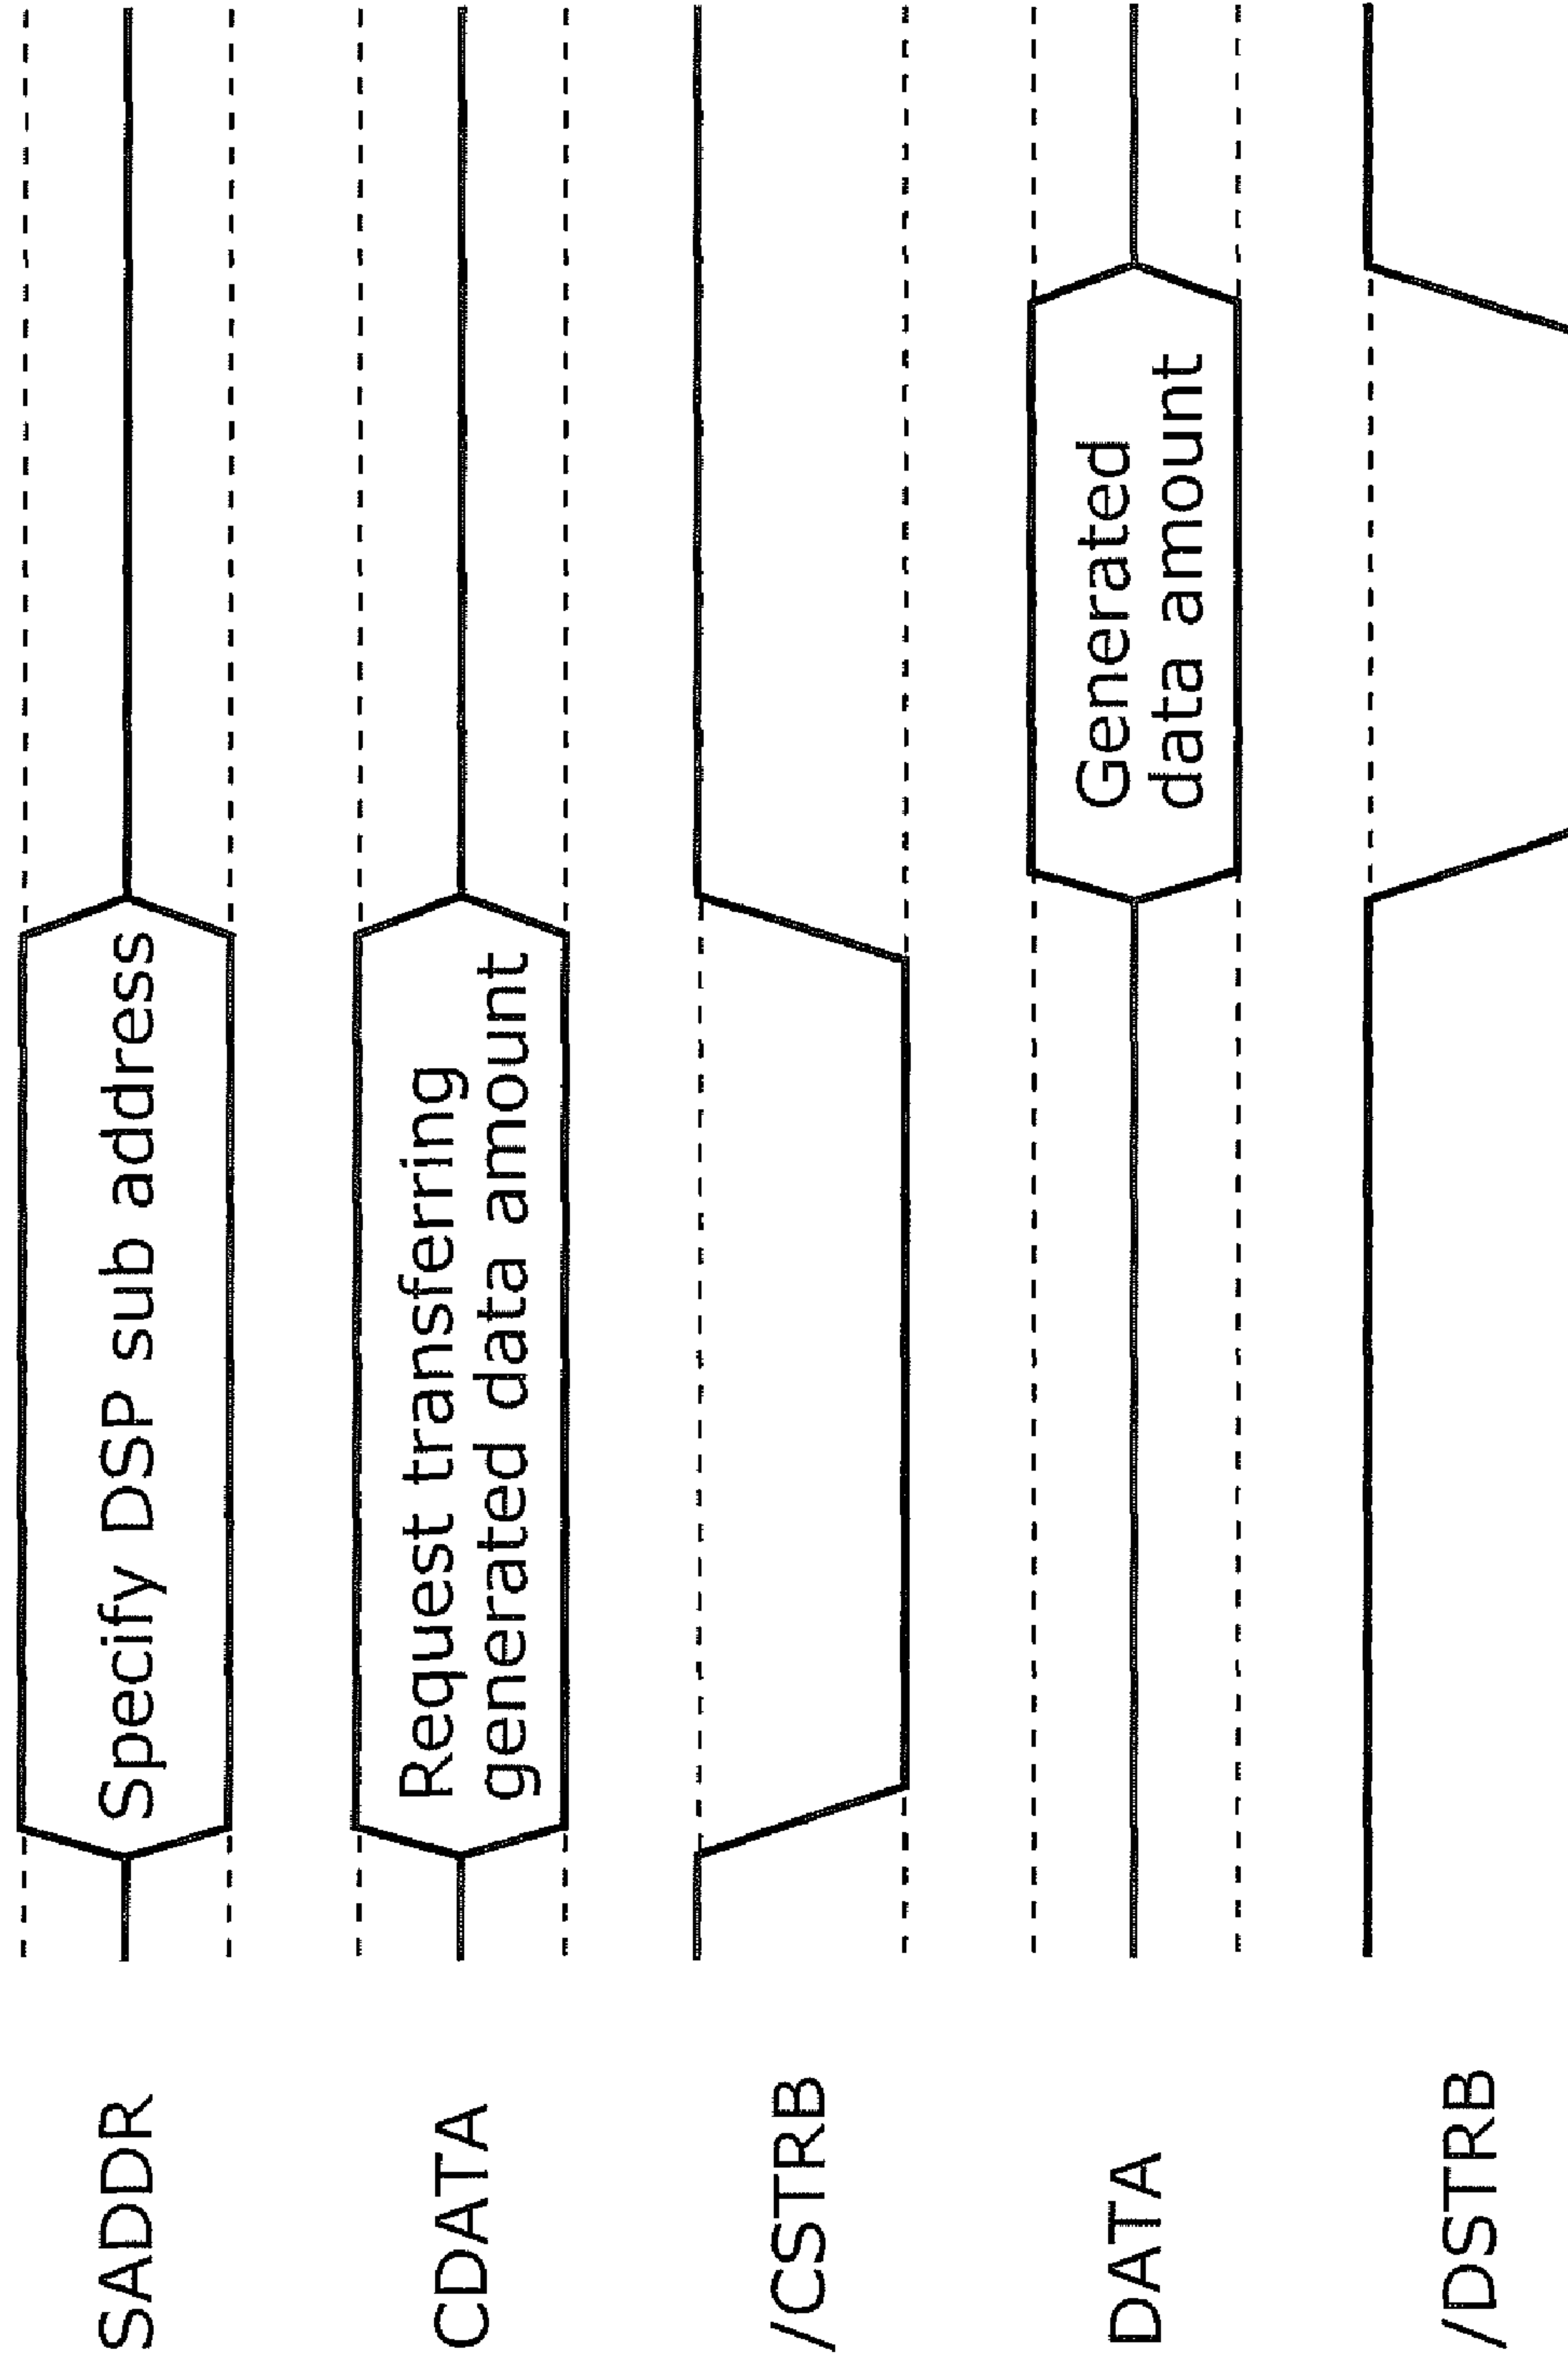 SADDR
Specify DSP sub address
CDATA
Request transferring
generated data amount
/CSTRB
DATA
Generated
data amount
/DSTRB